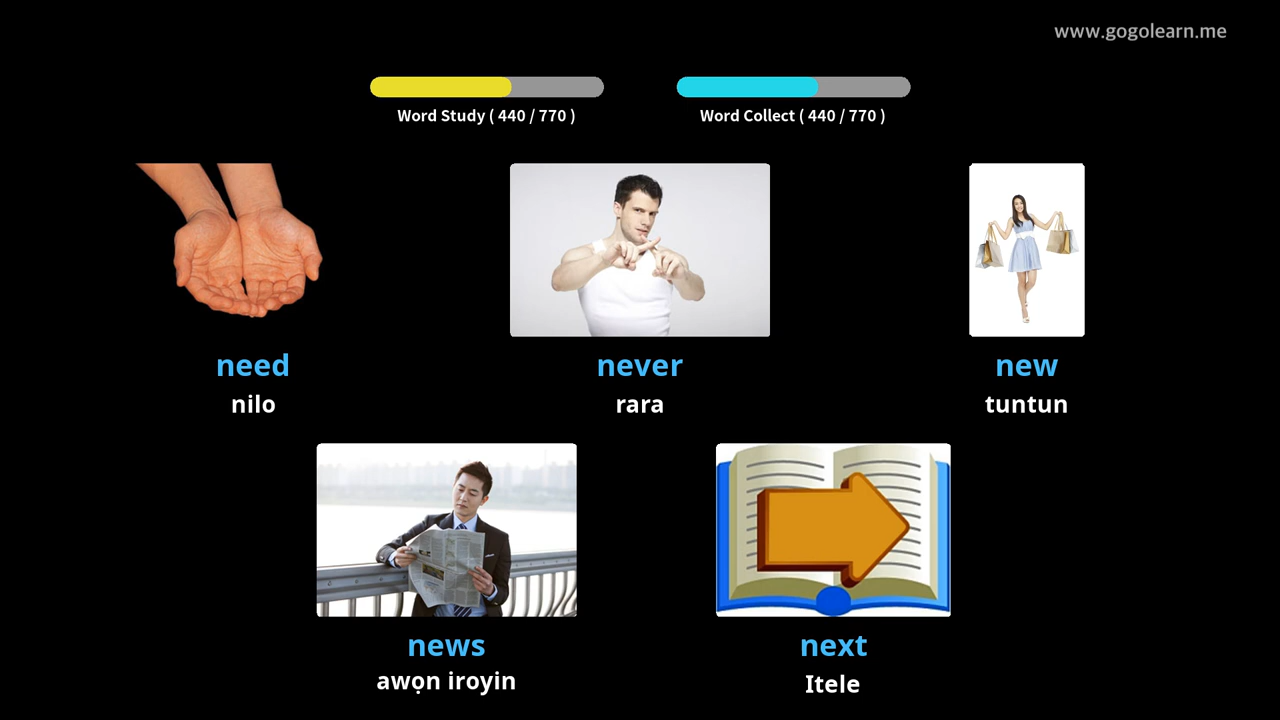 www.gogolearn.me
Word Study ( 440 / 770 )
Word Collect ( 440 / 770 )
need
never
new
nilo
rara
tuntun
news
next
awọn iroyin
Itele